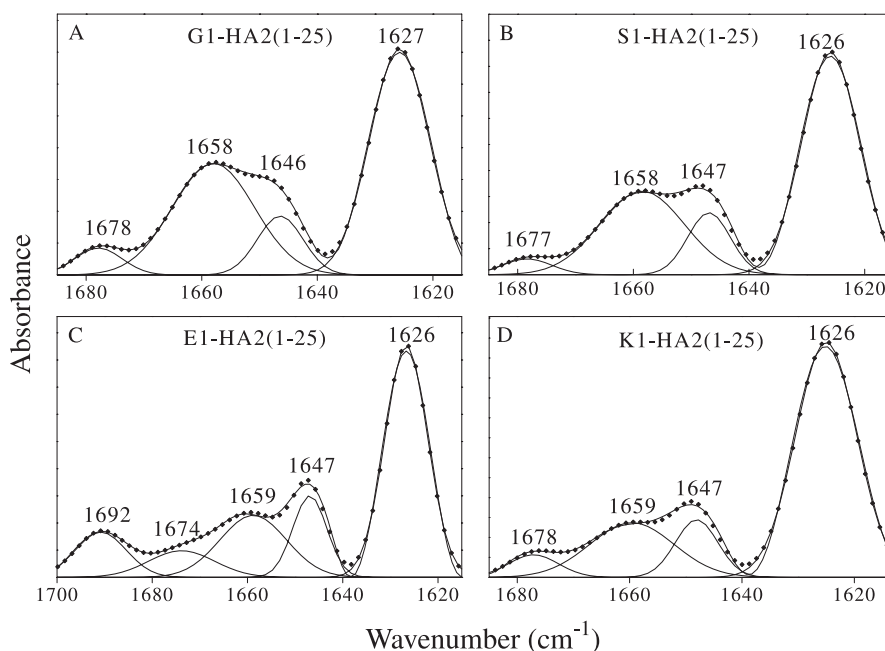 A
G1-HA2(1-25)
1627
1658
1646
1678
1680 1660 1640 1620
B
S1-HA2(1-25)
1626
1658
1647
1677
1680 1660 1640 1620
C
E1-HA2(1-25)
1626
1647
1659
1692
1674
1700 1680 1660 1640 1620
D
K1-HA2(1-25)
1626
1647
1659
1678
1680 1660 1640 1620
Absorbance
Wavenumber (cm⁻¹)